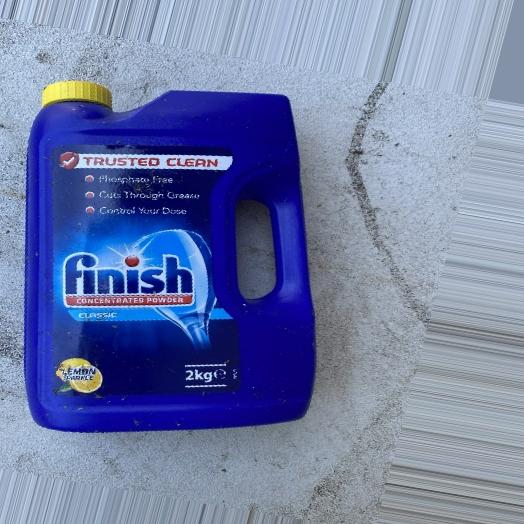 TRUSTED CLEAN
Phosphate Free
Cuts Through Grease
Control Your Dose
finish
CONCENTRATED POWDER
CLASSIC
LEMON
SPARKLE
2kg e